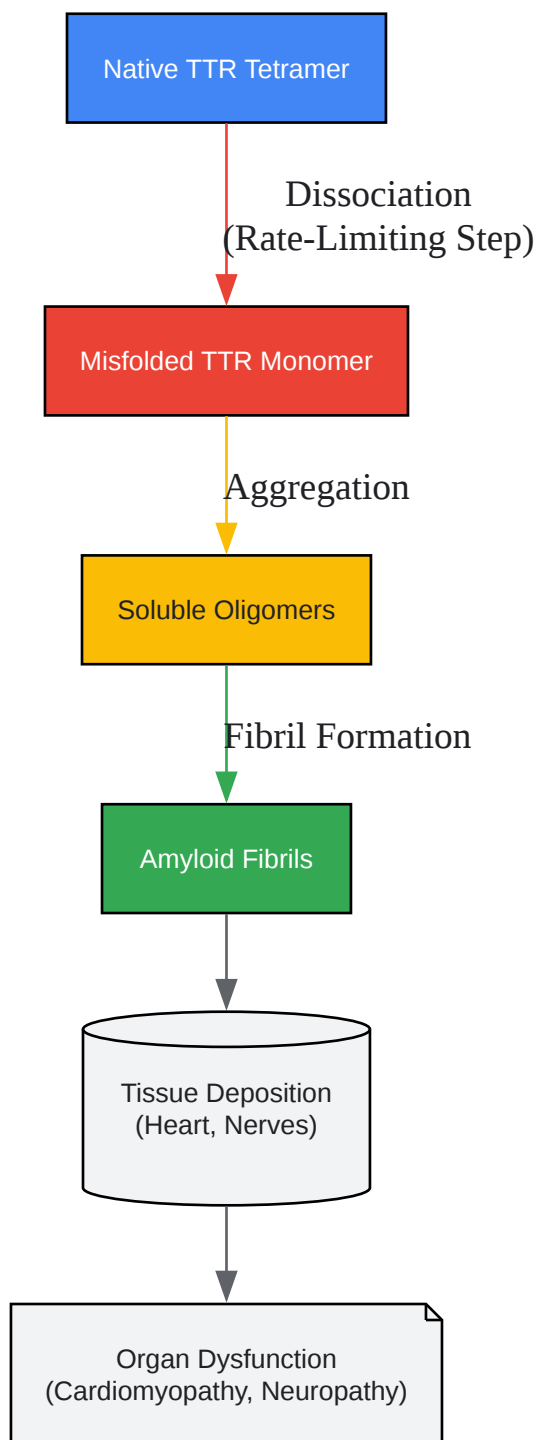 Native TTR Tetramer
Dissociation
(Rate-Limiting Step)
Misfolded TTR Monomer
Aggregation
Soluble Oligomers
Fibril Formation
Amyloid Fibrils
Tissue Deposition
(Heart, Nerves)
Organ Dysfunction
(Cardiomyopathy, Neuropathy)